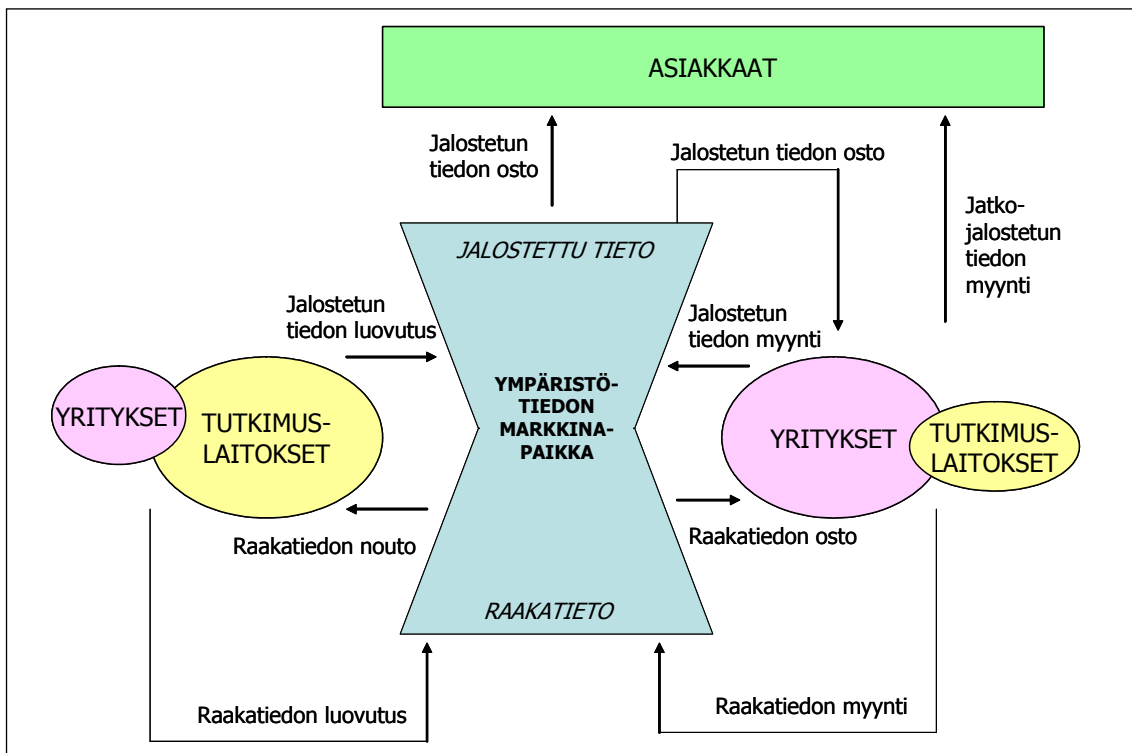 ASIAKKAAT
Jalostetun
tiedon osto
Jalostetun tiedon osto
Jatko-
jalostetun
tiedon
myynti
JALOSTETTU TIETO
Jalostetun
tiedon luovutus
Jalostetun
tiedon myynti
YRITYKSET
TUTKIMUS-
LAITOKSET
YMPÄRISTÖ-
TIEDON
MARKKINA-
PAIKKA
YRITYKSET
TUTKIMUS-
LAITOKSET
Raakatiedon nouto
Raakatiedon osto
RAAKATIETO
Raakatiedon luovutus
Raakatiedon myynti